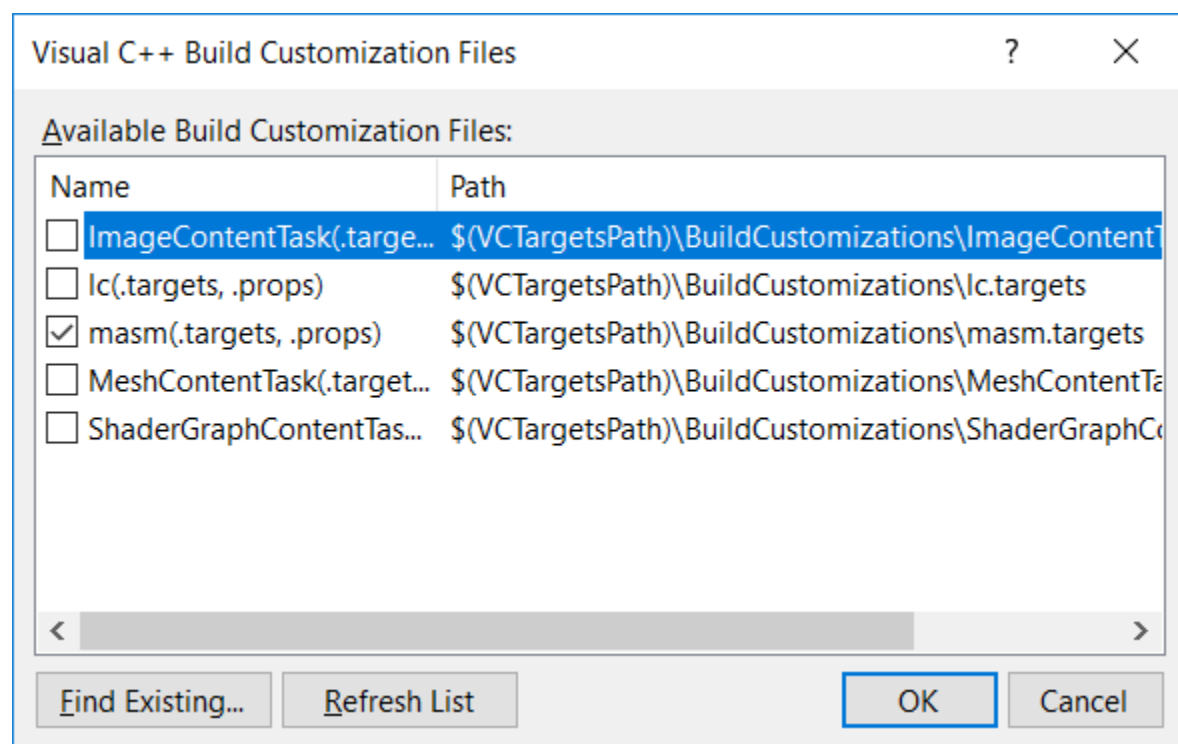 Visual C++ Build Customization Files ?
Available Build Customization Files:
Name Path
ImageContentTask(.targe... $(VCTargetsPath)\BuildCustomizations\ImageContentT
lc(.targets, .props) $(VCTargetsPath)\BuildCustomizations\lc.targets
masm(.targets, .props) $(VCTargetsPath)\BuildCustomizations\masm.targets
MeshContentTask(.target... $(VCTargetsPath)\BuildCustomizations\MeshContentTa
ShaderGraphContentTas... $(VCTargetsPath)\BuildCustomizations\ShaderGraphCo
Find Existing... Refresh List OK Cancel